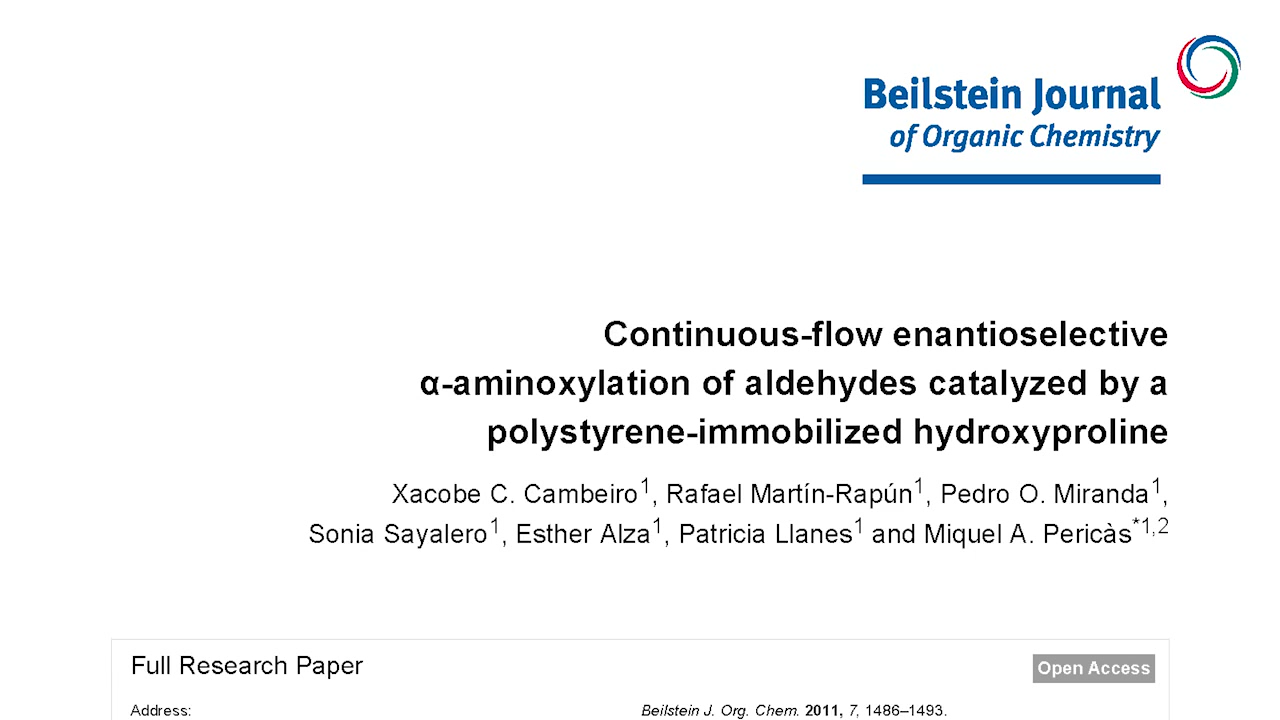 Beilstein Journal
of Organic Chemistry
Continuous-flow enantioselective
α-aminoxylation of aldehydes catalyzed by a
polystyrene-immobilized hydroxyproline
Xacobe C. Cambeiro1, Rafael Martín-Rapún1, Pedro O. Miranda1,
Sonia Sayalero1, Esther Alza1, Patricia Llanes1 and Miquel A. Pericàs*1,2
Full Research Paper
Open Access
Address:
Beilstein J. Org. Chem. 2011, 7, 1486–1493.